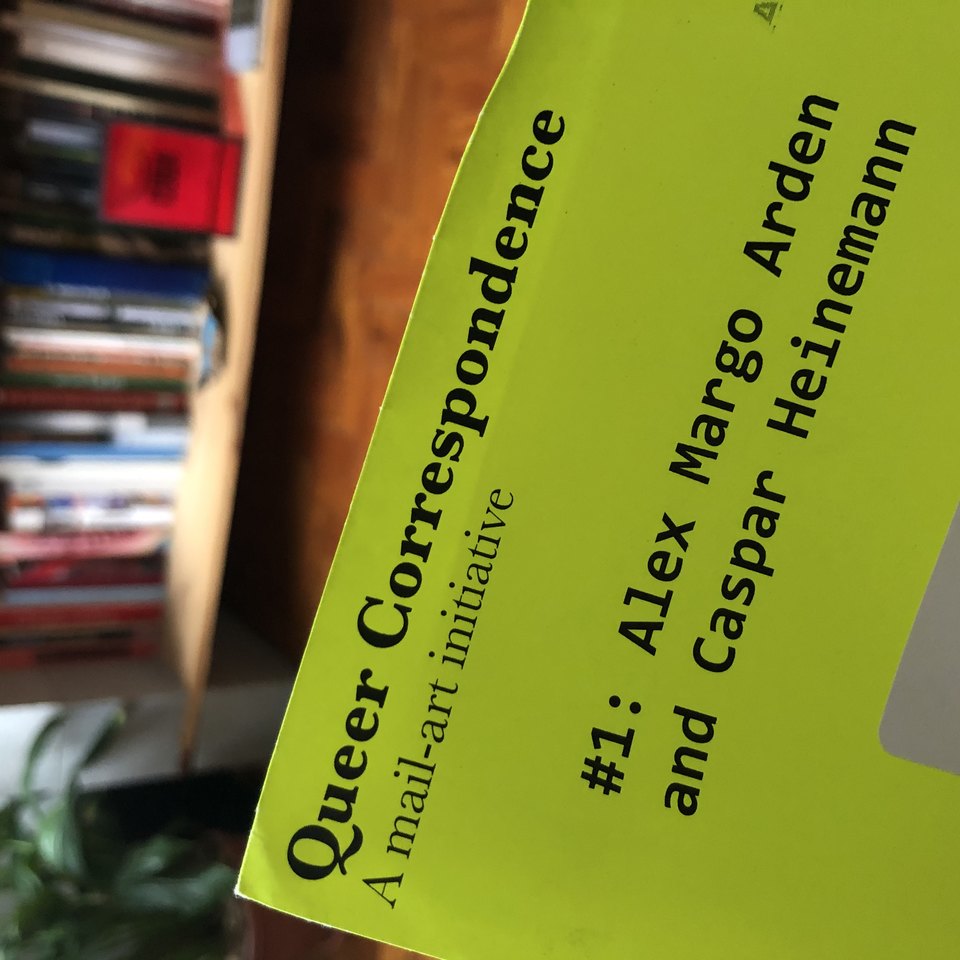 Queer Correspondence
A mail-art initiative
#1: Alex Margo Arden
and Caspar Heinemann